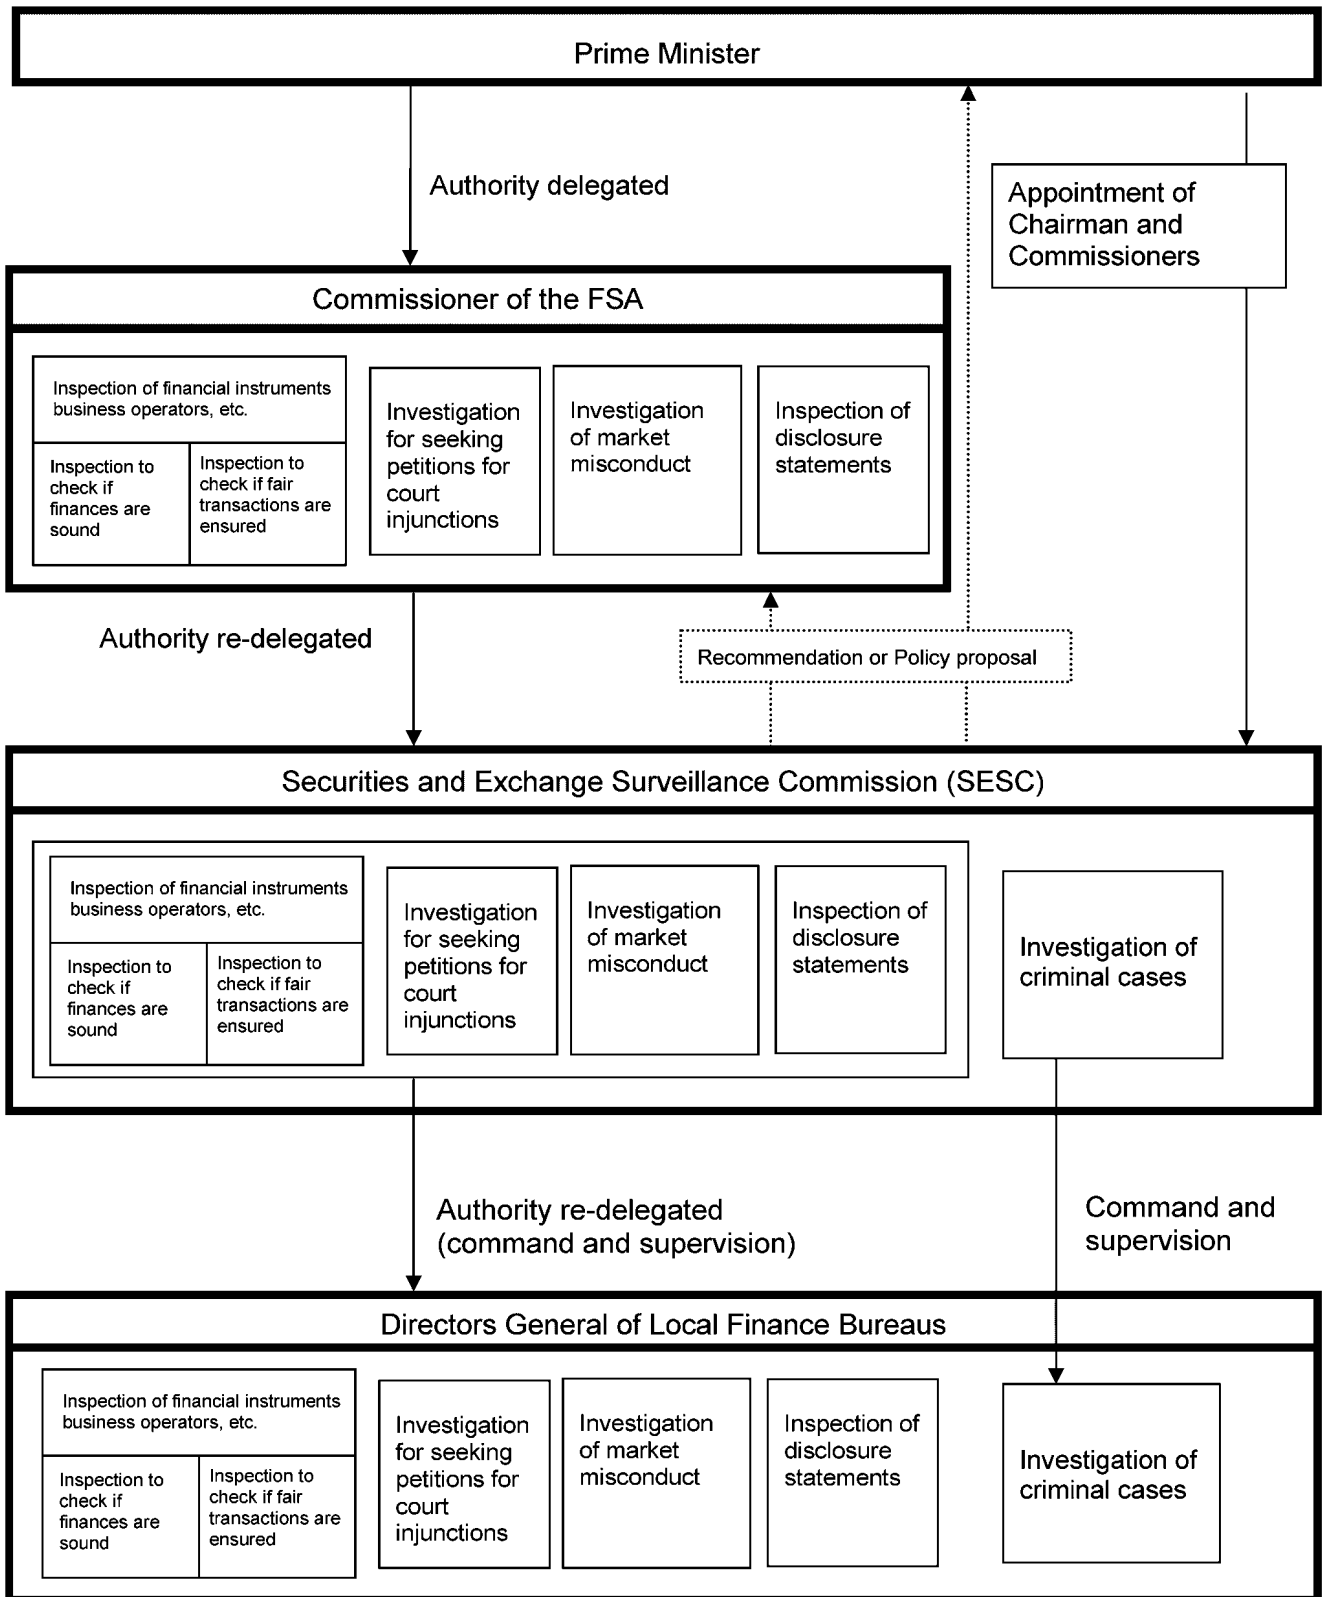 Prime Minister
Authority delegated
Appointment of
Chairman and
Commissioners
Commissioner of the FSA
Inspection of financial instruments
business operators, etc.
Inspection to
check if
finances are
sound
Inspection to
check if fair
transactions are
ensured
Investigation
for seeking
petitions for
court
injunctions
Investigation
of market
misconduct
Inspection of
disclosure
statements
Authority re-delegated
Recommendation or Policy proposal
Securities and Exchange Surveillance Commission (SESC)
Inspection of financial instruments
business operators, etc.
Inspection to
check if
finances are
sound
Inspection to
check if fair
transactions are
ensured
Investigation
for seeking
petitions for
court
injunctions
Investigation
of market
misconduct
Inspection of
disclosure
statements
Investigation of
criminal cases
Authority re-delegated
(command and supervision)
Command and
supervision
Directors General of Local Finance Bureaus
Inspection of financial instruments
business operators, etc.
Inspection to
check if
finances are
sound
Inspection to
check if fair
transactions are
ensured
Investigation
for seeking
petitions for
court
injunctions
Investigation
of market
misconduct
Inspection of
disclosure
statements
Investigation of
criminal cases